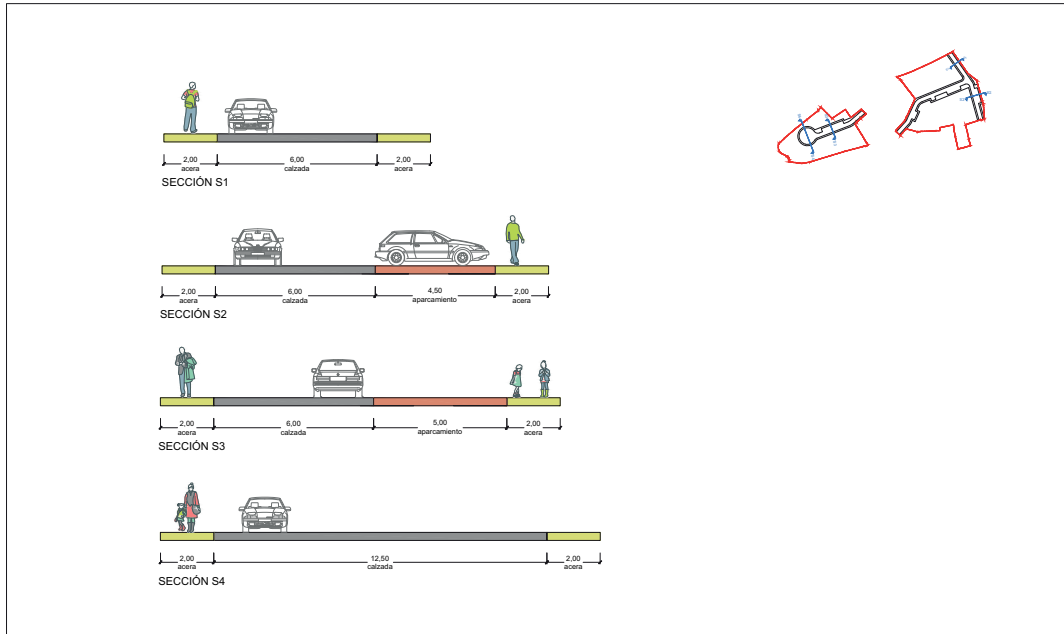 2,00 6,00 2,00
acera calzada acera
SECCIÓN S1
2,00 6,00 4,50 2,00
acera calzada aparcamiento acera
SECCIÓN S2
2,00 6,00 5,00 2,00
acera calzada aparcamiento acera
SECCIÓN S3
2,00 12,50 2,00
acera calzada acera
SECCIÓN S4